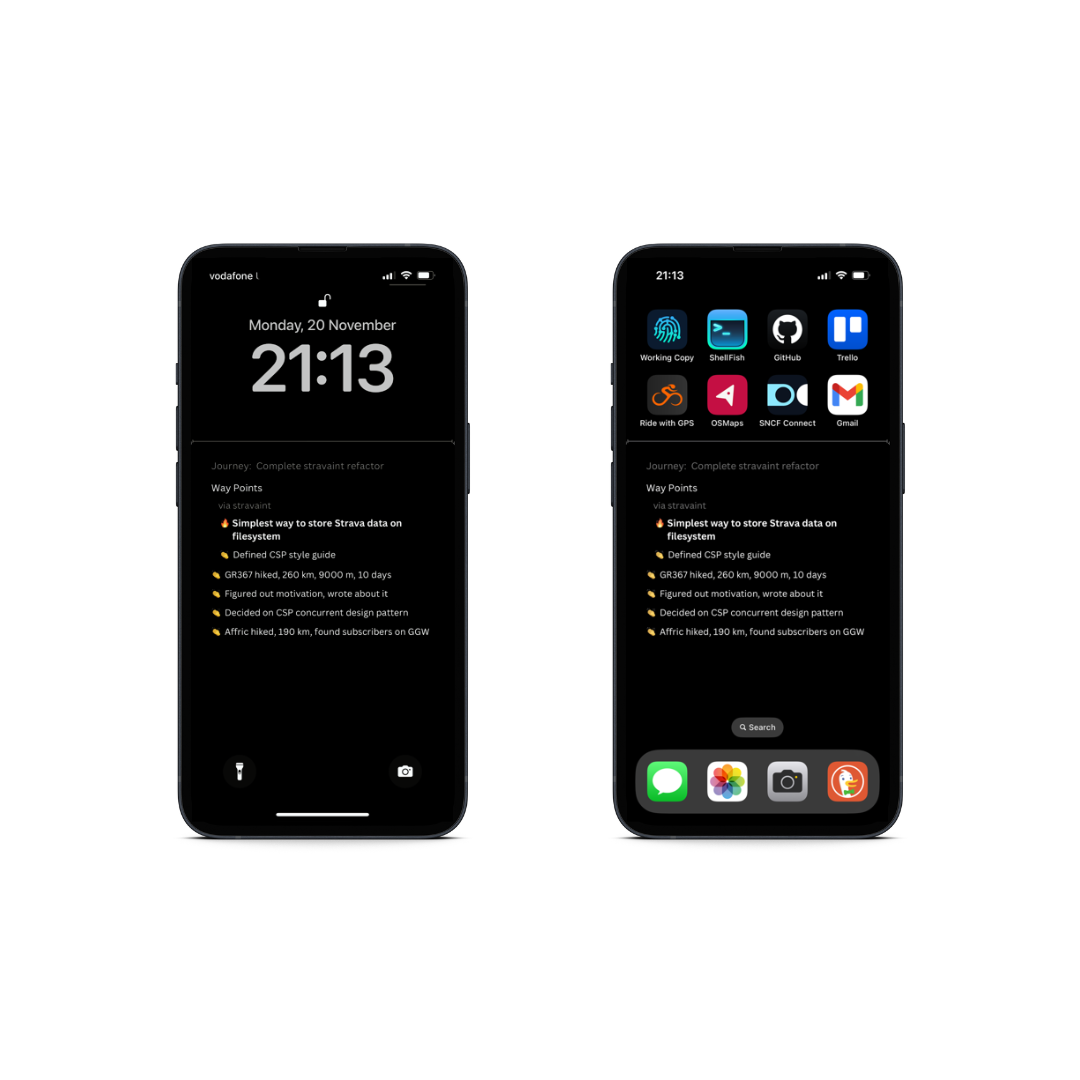 vodafone
Monday, 20 November
21:13
Journey: Complete stravaint refactor
Way Points
via stravaint
🔥 Simplest way to store Strava data on
filesystem
Defined CSP style guide
GR367 hiked, 260 km, 9000 m, 10 days
Figured out motivation, wrote about it
Decided on CSP concurrent design pattern
Affric hiked, 190 km, found subscribers on GGW
21:13
Working Copy
ShellFish
GitHub
Trello
Ride with GPS
OSMaps
SNCF Connect
Gmail
Journey: Complete stravaint refactor
Way Points
via stravaint
🔥 Simplest way to store Strava data on
filesystem
Defined CSP style guide
GR367 hiked, 260 km, 9000 m, 10 days
Figured out motivation, wrote about it
Decided on CSP concurrent design pattern
Affric hiked, 190 km, found subscribers on GGW
Search